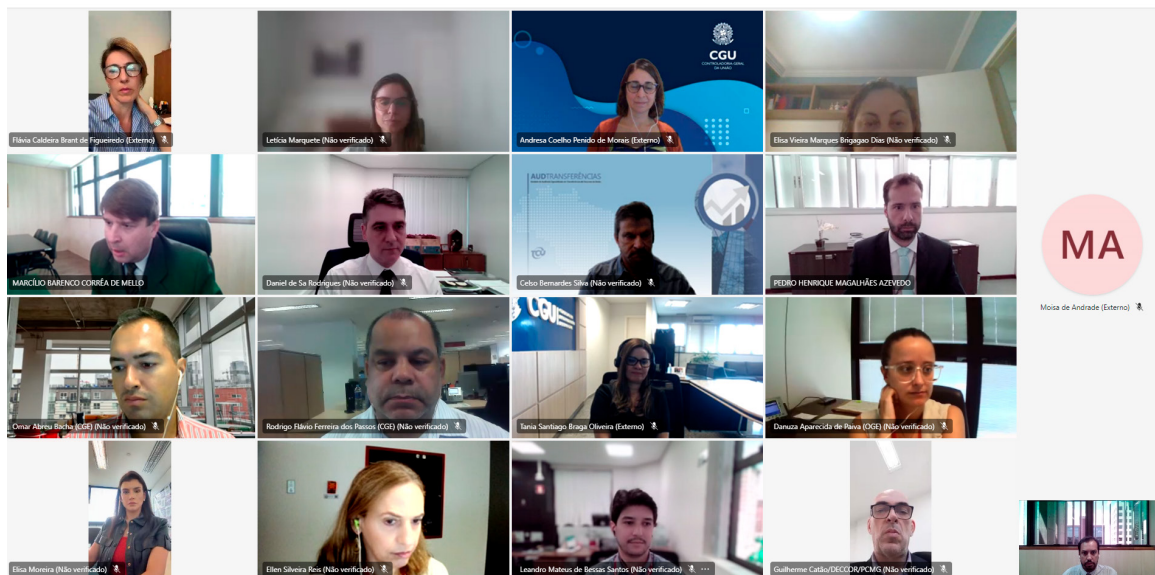 CGU
CONTROLADORIA GERAL
DA UNIÃO
Flávia Caldeira Brant de Figueiredo (Externo)
Letícia Marquete (Não verificado)
Andresa Coelho Penido de Morais (Externo)
Elisa Vieira Marques Brigagao Dias (Não verificado)
AUDTRANSFERÊNCIAS
TCU
MARCÍLIO BARENCO CORRÊA DE MELLO
Daniel de Sa Rodrigues (Não verificado)
Celso Bernardes Silva (Não verificado)
PEDRO HENRIQUE MAGALHÃES AZEVEDO
MA
Moisa de Andrade (Externo)
CGU
Omar Abreu Bacha (CGE) (Não verificado)
Rodrigo Flávio Ferreira dos Passos (CGE) (Não verificado)
Tania Santiago Braga Oliveira (Externo)
Danuza Aparecida de Paiva (OGE) (Não verificado)
Elisa Moreira (Não verificado)
Ellen Silveira Reis (Não verificado)
Leandro Mateus de Bessas Santos (Não verificado)
Guilherme Catão/DECCOR/PCMG (Não verificado)